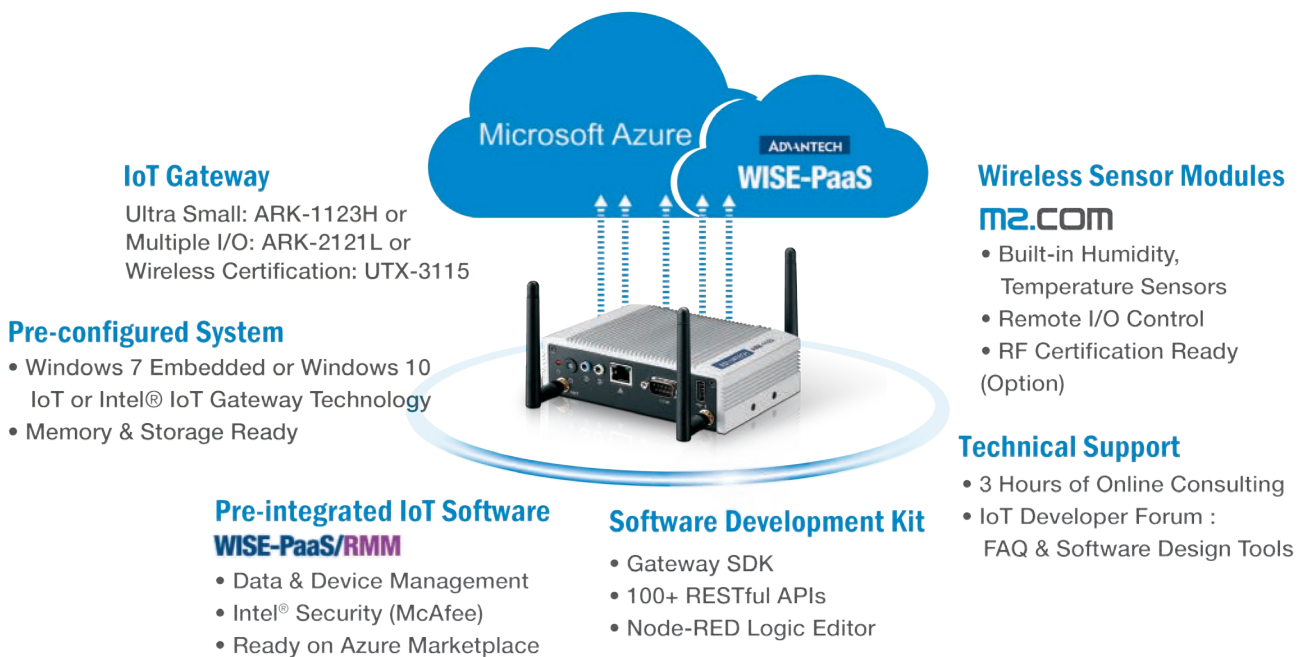 Microsoft Azure
ADVANTECH
WISE-PaaS
IoT Gateway
Ultra Small: ARK-1123H or
Multiple I/O: ARK-2121L or
Wireless Certification: UTX-3115
Pre-configured System
• Windows 7 Embedded or Windows 10
IoT or Intel® IoT Gateway Technology
• Memory & Storage Ready
Pre-integrated IoT Software
WISE-PaaS/RMM
• Data & Device Management
• Intel® Security (McAfee)
• Ready on Azure Marketplace
Software Development Kit
• Gateway SDK
• 100+ RESTful APIs
• Node-RED Logic Editor
Wireless Sensor Modules
m2.com
• Built-in Humidity,
Temperature Sensors
• Remote I/O Control
• RF Certification Ready
(Option)
Technical Support
• 3 Hours of Online Consulting
• IoT Developer Forum :
FAQ & Software Design Tools
ADVANTECH